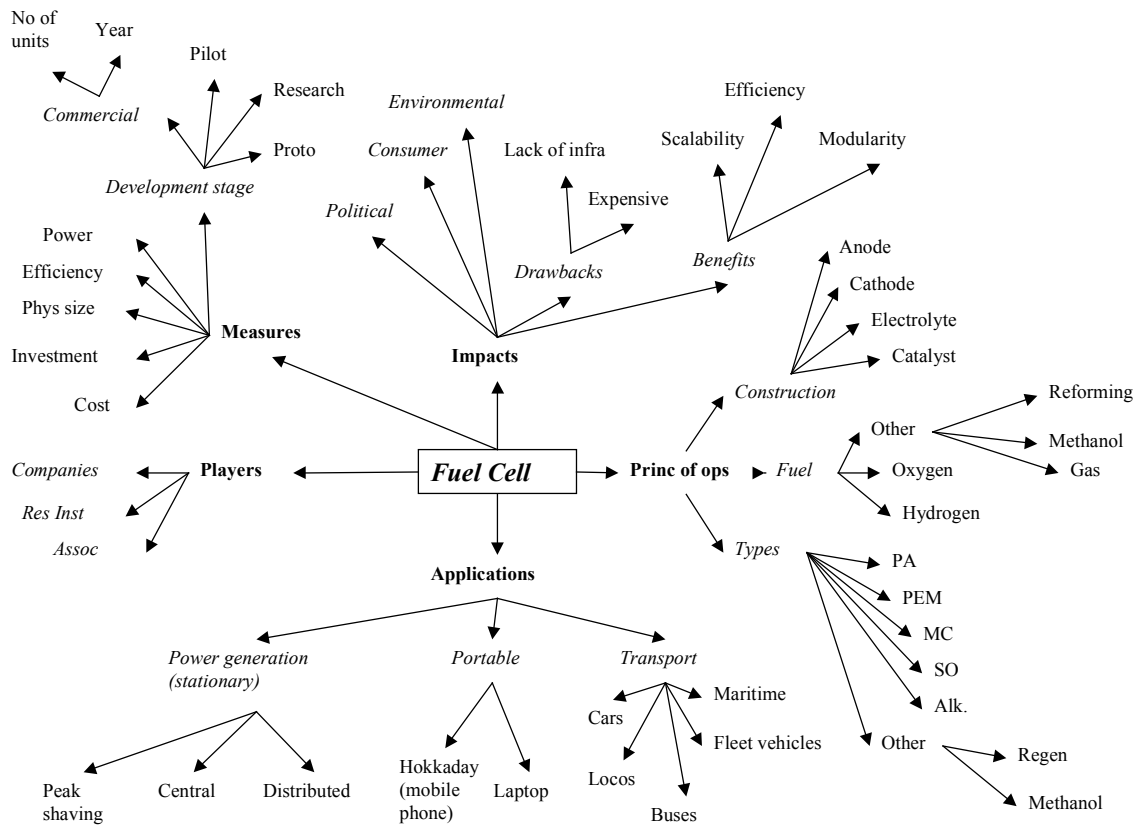 No of
units
Year
Commercial
Pilot
Research
Proto
Development stage
Power
Efficiency
Phys size
Investment
Cost
Measures
Environmental
Consumer
Political
Lack of infra
Expensive
Drawbacks
Efficiency
Scalability
Modularity
Benefits
Impacts
Anode
Cathode
Electrolyte
Catalyst
Construction
Reforming
Other
Methanol
Gas
Oxygen
Hydrogen
Fuel
Princ of ops
Fuel Cell
Players
Companies
Res Inst
Assoc
Types
PA
PEM
MC
SO
Alk.
Other
Regen
Methanol
Applications
Power generation
(stationary)
Peak
shaving
Central
Distributed
Portable
Hokkaday
(mobile
phone)
Laptop
Transport
Cars
Locos
Buses
Fleet vehicles
Maritime